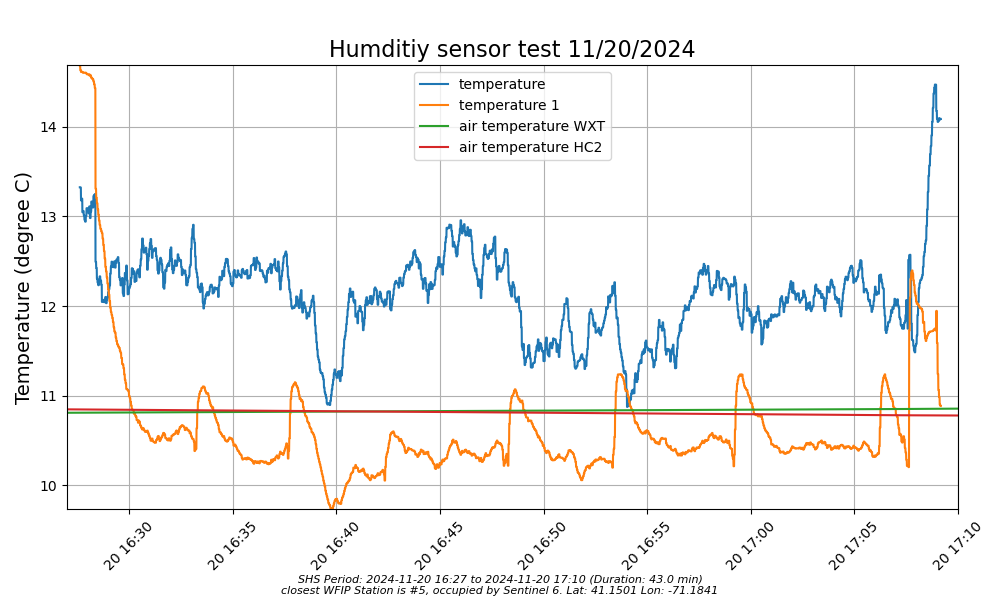 Humditiy sensor test 11/20/2024
temperature
temperature 1
air temperature WXT
air temperature HC2
Temperature (degree C)
14
13
12
11
10
20 16:30
20 16:35
20 16:40
20 16:45
20 16:50
20 16:55
20 17:00
20 17:05
20 17:10
SHS Period: 2024-11-20 16:27 to 2024-11-20 17:10 (Duration: 43.0 min)
closest WFIP Station is #5, occupied by Sentinel 6. Lat: 41.1501 Lon: -71.1841